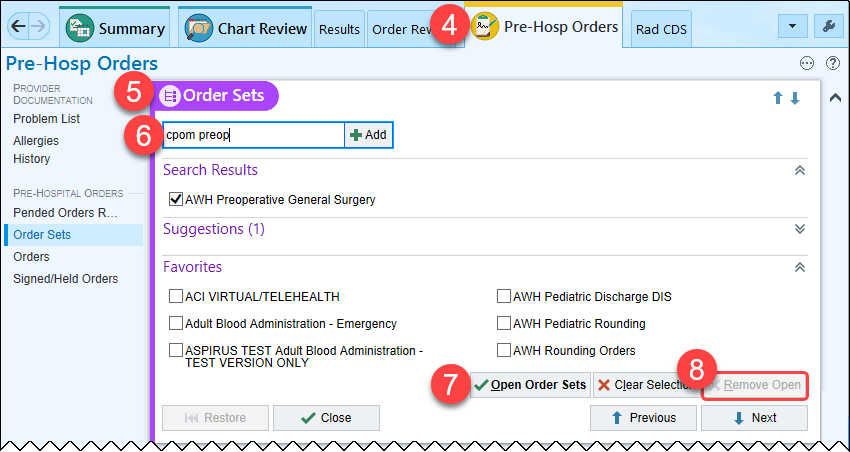 Summary
Chart Review
Results
Order Rev
4
Pre-Hosp Orders
Rad CDS
Pre-Hosp Orders
PROVIDER
DOCUMENTATION
Problem List
Allergies
History
PRE-HOSPITAL ORDERS
Pended Orders R...
Order Sets
Orders
Signed/Held Orders
5
Order Sets
6
cpom preop
Add
Search Results
AWH Preoperative General Surgery
Suggestions (1)
Favorites
ACI VIRTUAL/TELEHEALTH
AWH Pediatric Discharge DIS
Adult Blood Administration - Emergency
AWH Pediatric Rounding
ASPIRUS TEST Adult Blood Administration -
TEST VERSION ONLY
AWH Rounding Orders
7
Open Order Sets
Clear Selection
8
Remove Open
Restore
Close
Previous
Next